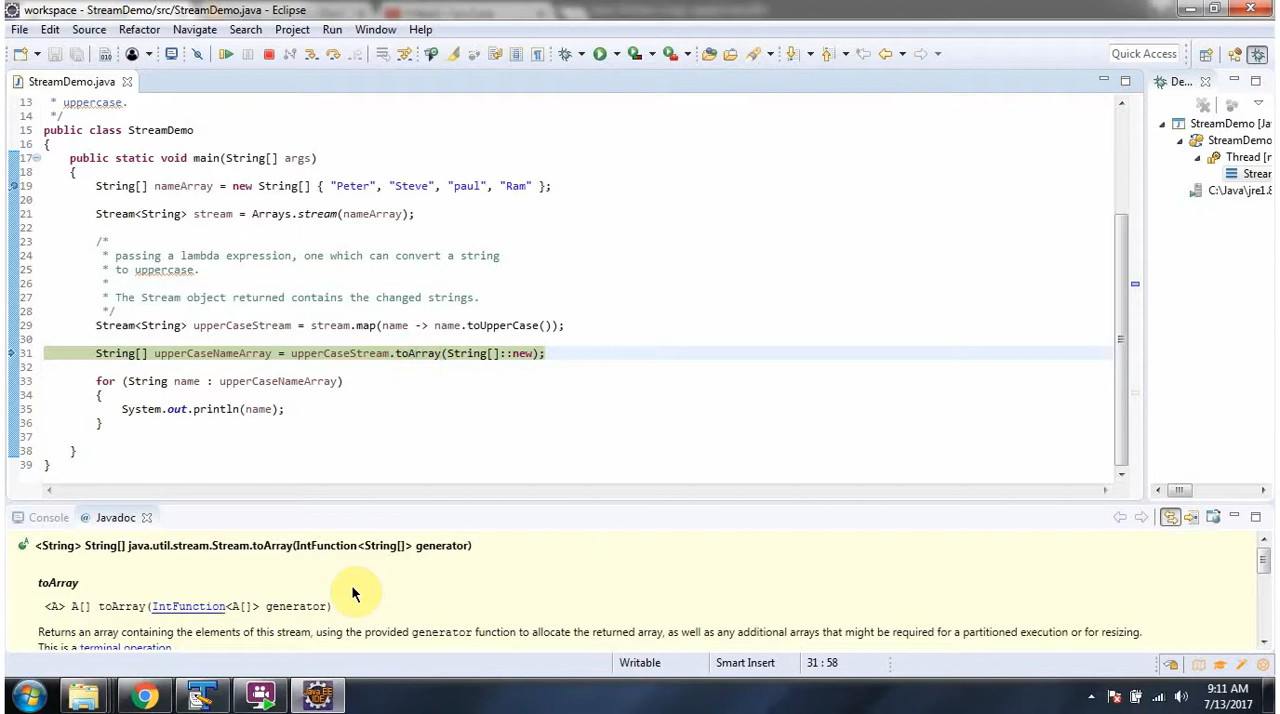 workspace - StreamDemo/src/StreamDemo.java - Eclipse
File Edit Source Refactor Navigate Search Project Run Window Help
Quick Access
StreamDemo.java
De...
13 * uppercase.
14 */
15 public class StreamDemo
16 {
17 public static void main(String[] args)
18 {
19 String[] nameArray = new String[] { "Peter", "Steve", "paul", "Ram" };
20
21 Stream<String> stream = Arrays.stream(nameArray);
22
23 /*
24 * passing a lambda expression, one which can convert a string
25 * to uppercase.
26 *
27 * The Stream object returned contains the changed strings.
28 */
29 Stream<String> upperCaseStream = stream.map(name -> name.toUpperCase());
30
31 String[] upperCaseNameArray = upperCaseStream.toArray(String[]::new);
32
33 for (String name : upperCaseNameArray)
34 {
35 System.out.println(name);
36 }
37
38 }
39 }
StreamDemo [Ja
StreamDemo
Thread [n
Strear
C:\Java\jre1.8
Console Javadoc
<String> String[] java.util.stream.Stream.toArray(IntFunction<String[]> generator)
toArray
<A> A[] toArray(IntFunction<A[]> generator)
Returns an array containing the elements of this stream, using the provided generator function to allocate the returned array, as well as any additional arrays that might be required for a partitioned execution or for resizing.
This is a terminal operation.
Writable Smart Insert 31 : 58
Java EE
IDE
9:11 AM
7/13/2017